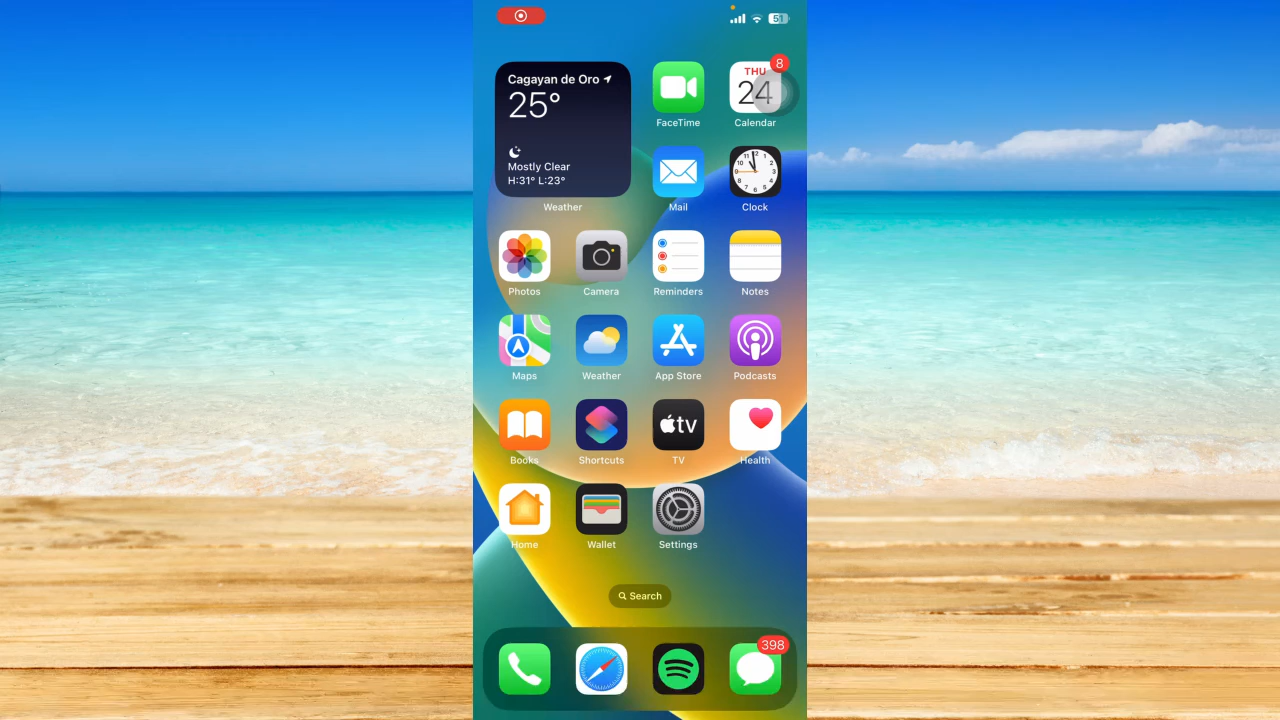 51
Cagayan de Oro
25°
Mostly Clear
H:31° L:23°
Weather
FaceTime
8
THU
24
Calendar
Mail
Clock
Photos
Camera
Reminders
Notes
Maps
Weather
App Store
Podcasts
Books
Shortcuts
tv
TV
Health
Home
Wallet
Settings
Search
398